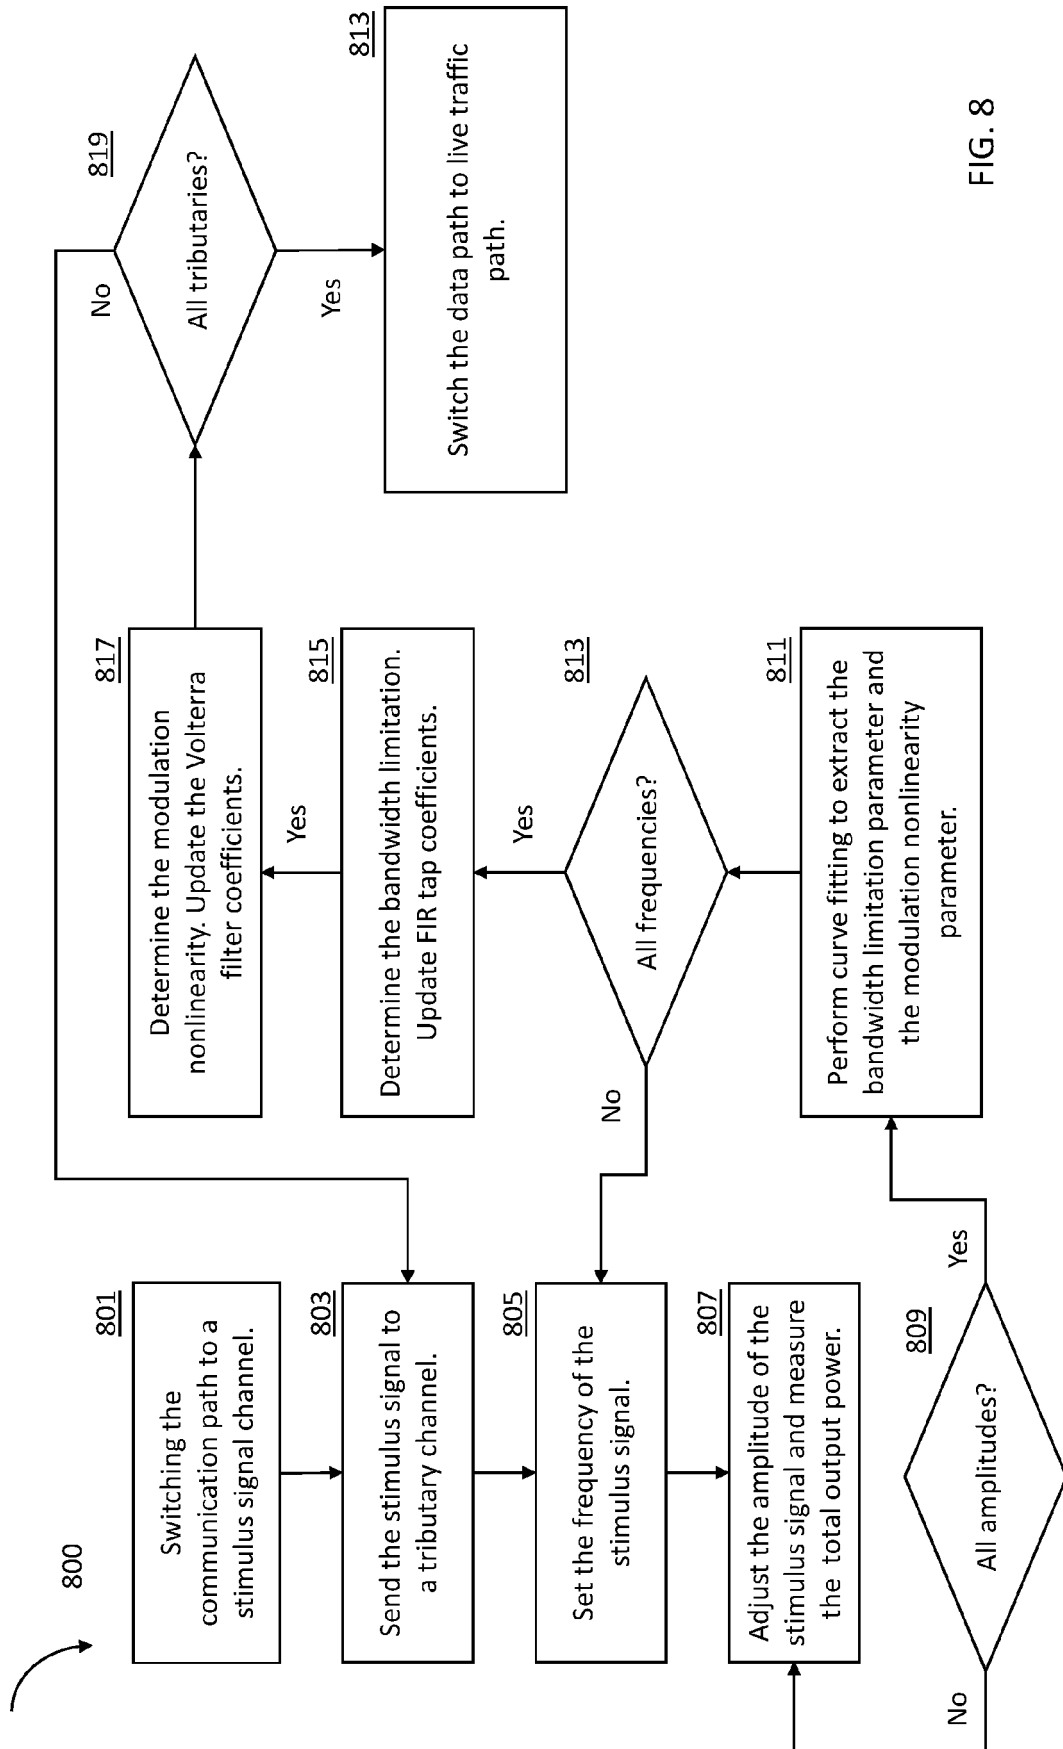 800
801
Switching the
communication path to a
stimulus signal channel.
803
Send the stimulus signal to
a tributary channel.
805
Set the frequency of the
stimulus signal.
807
Adjust the amplitude of the
stimulus signal and measure
the total output power.
809
All amplitudes?
No
Yes
811
Perform curve fitting to extract the
bandwidth limitation parameter and
the modulation nonlinearity
parameter.
813
All frequencies?
No
Yes
815
Determine the bandwidth limitation.
Update FIR tap coefficients.
Yes
817
Determine the modulation
nonlinearity. Update the Volterra
filter coefficients.
819
All tributaries?
No
Yes
813
Switch the data path to live traffic
path.
FIG. 8